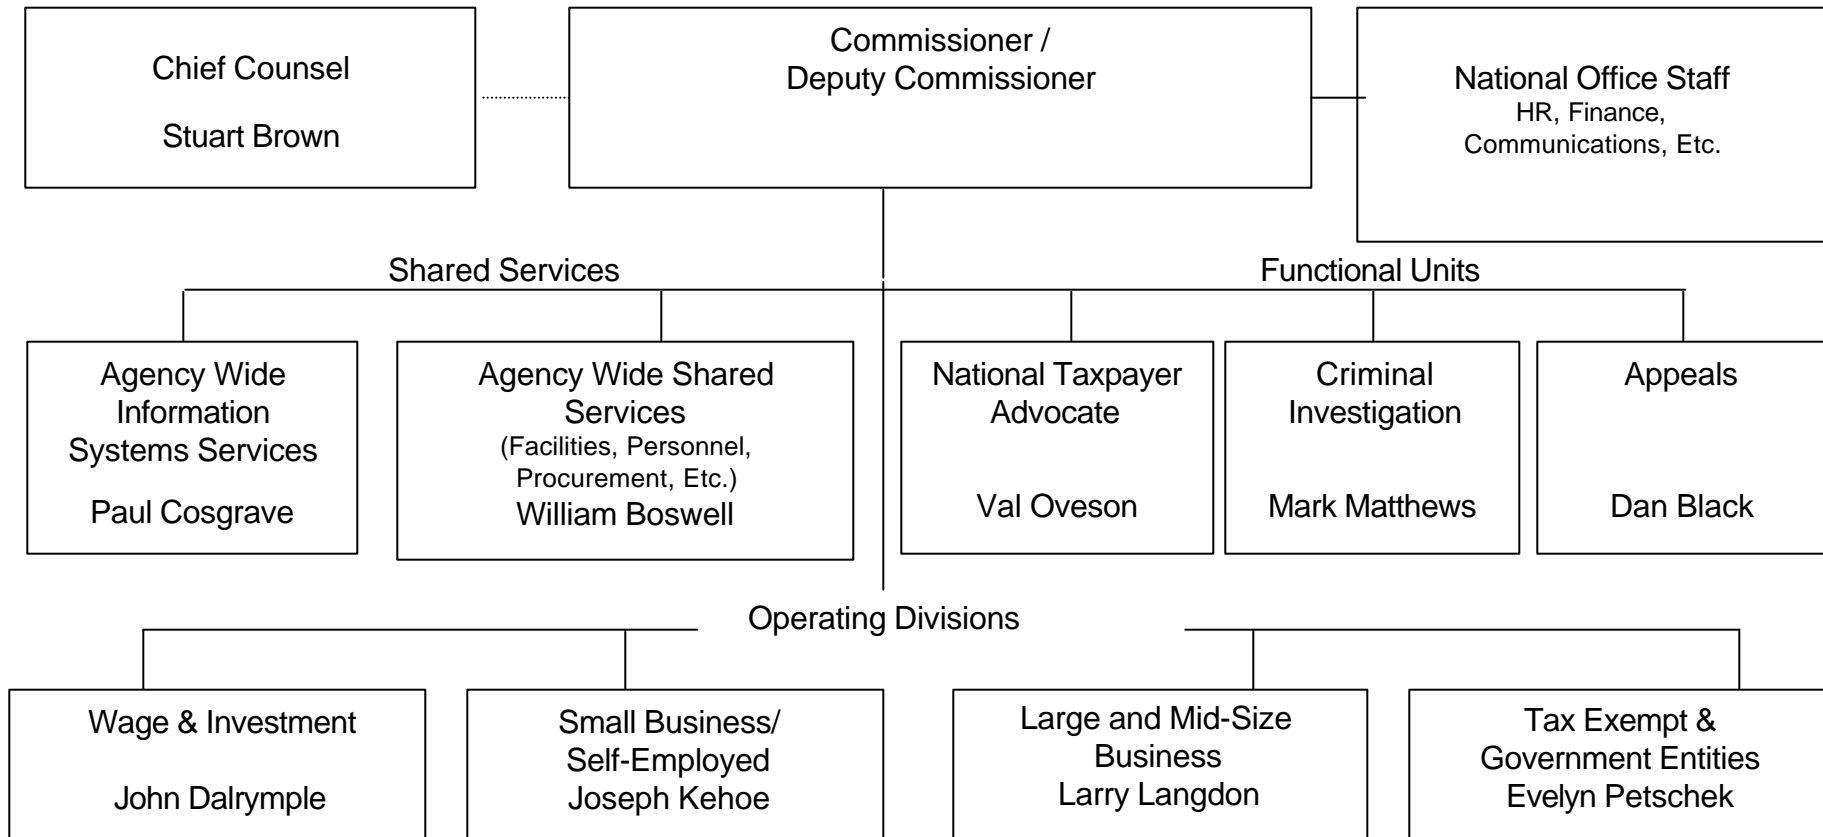 Chief Counsel
Stuart Brown
Commissioner /
Deputy Commissioner
National Office Staff
HR, Finance,
Communications, Etc.
Shared Services
Functional Units
Agency Wide
Information
Systems Services
Paul Cosgrave
Agency Wide Shared
Services
(Facilities, Personnel,
Procurement, Etc.)
William Boswell
National Taxpayer
Advocate
Val Oveson
Criminal
Investigation
Mark Matthews
Appeals
Dan Black
Operating Divisions
Wage & Investment
John Dalrymple
Small Business/
Self-Employed
Joseph Kehoe
Large and Mid-Size
Business
Larry Langdon
Tax Exempt &
Government Entities
Evelyn Petschek